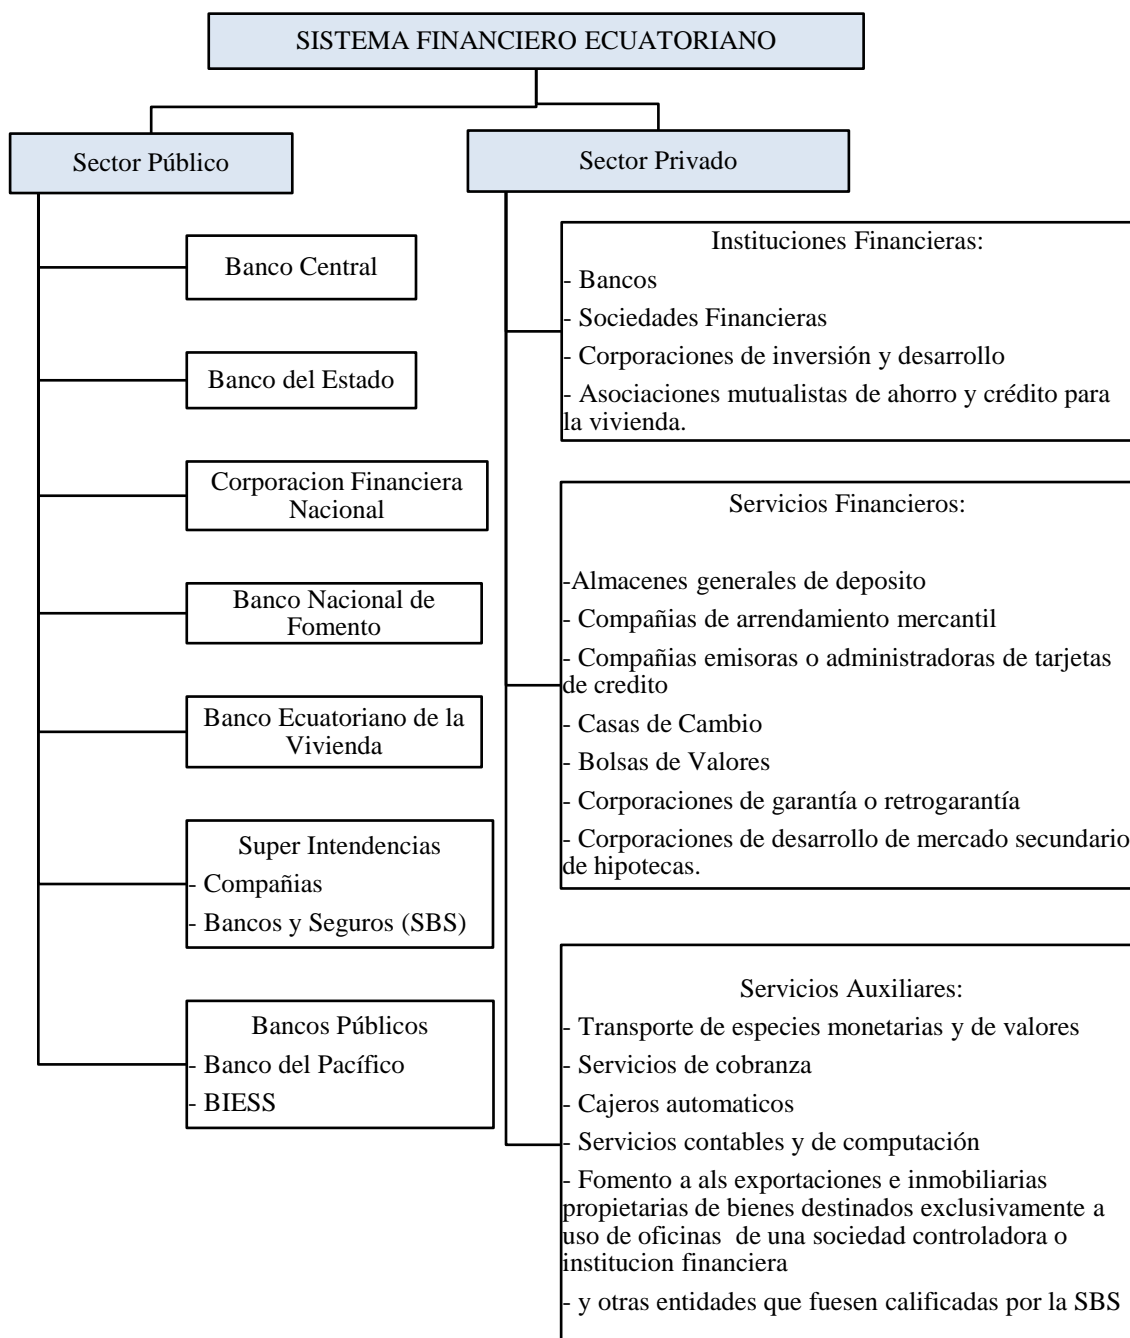 SISTEMA FINANCIERO ECUATORIANO
Sector Público
Banco Central
Banco del Estado
Corporacion Financiera
Nacional
Banco Nacional de
Fomento
Banco Ecuatoriano de la
Vivienda
Super Intendencias
- Compañias
- Bancos y Seguros (SBS)
Bancos Públicos
- Banco del Pacífico
- BIESS
Sector Privado
Instituciones Financieras:
- Bancos
- Sociedades Financieras
- Corporaciones de inversión y desarrollo
- Asociaciones mutualistas de ahorro y crédito para
la vivienda.
Servicios Financieros:
-Almacenes generales de deposito
- Compañias de arrendamiento mercantil
- Compañias emisoras o administradoras de tarjetas
de credito
- Casas de Cambio
- Bolsas de Valores
- Corporaciones de garantía o retrogarantía
- Corporaciones de desarrollo de mercado secundario
de hipotecas.
Servicios Auxiliares:
- Transporte de especies monetarias y de valores
- Servicios de cobranza
- Cajeros automaticos
- Servicios contables y de computación
- Fomento a als exportaciones e inmobiliarias
propietarias de bienes destinados exclusivamente a
uso de oficinas  de una sociedad controladora o
institucion financiera
- y otras entidades que fuesen calificadas por la SBS